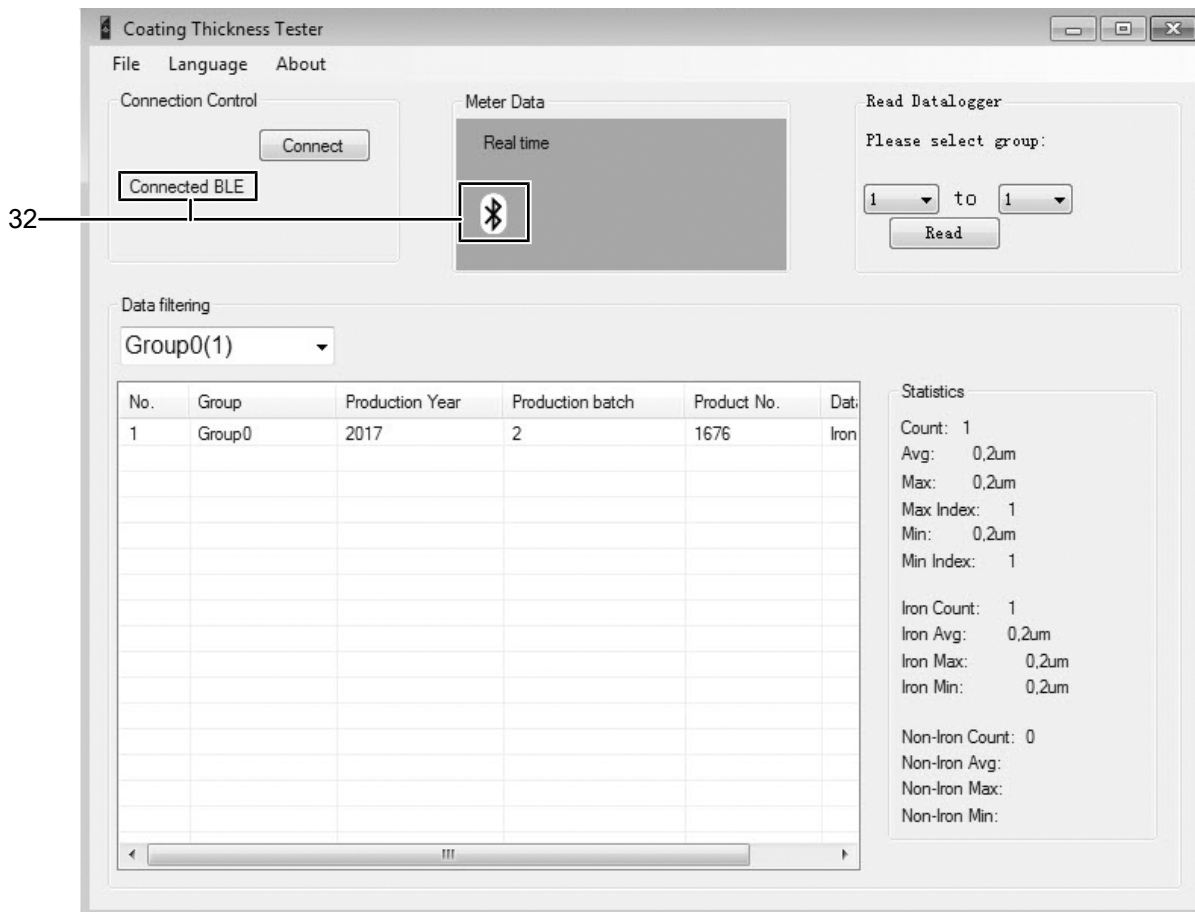 Coating Thickness Tester
File Language About
Connection Control
Connect
Connected BLE
32
Meter Data
Real time
Read Datalogger
Please select group:
1 to 1
Read
Data filtering
Group0(1)
No. Group Production Year Production batch Product No. Dat
1 Group0 2017 2 1676 Iron
Statistics
Count: 1
Avg: 0,2um
Max: 0,2um
Max Index: 1
Min: 0,2um
Min Index: 1
Iron Count: 1
Iron Avg: 0,2um
Iron Max: 0,2um
Iron Min: 0,2um
Non-Iron Count: 0
Non-Iron Avg:
Non-Iron Max:
Non-Iron Min: